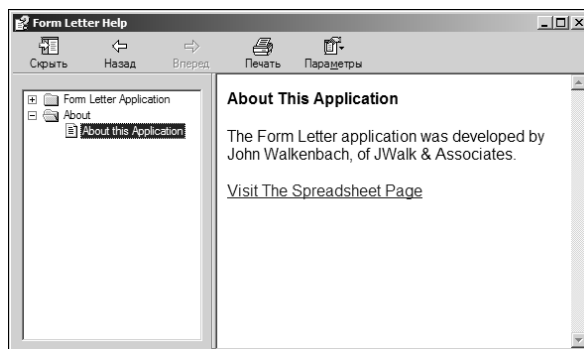 Form Letter Help
Скрыть Назад Вперед Печать Параметры
Form Letter Application
About
About this Application
About This Application
The Form Letter application was developed by
John Walkenbach, of JWalk & Associates.
Visit The Spreadsheet Page